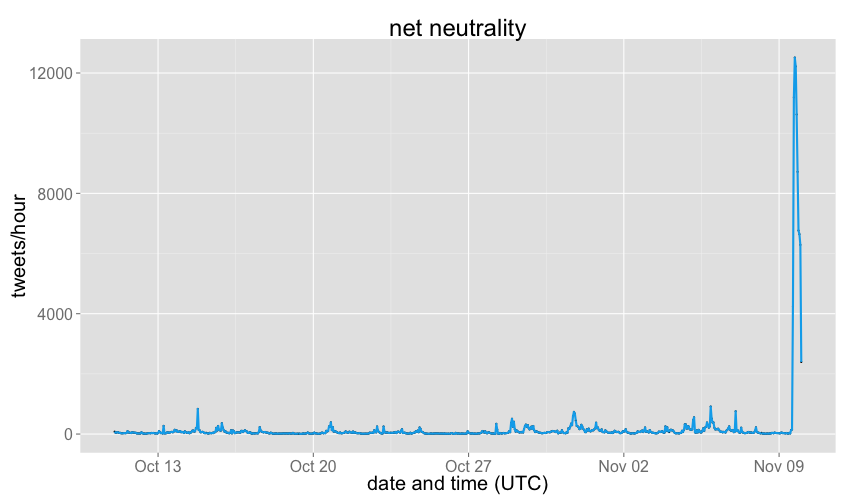 net neutrality
12000
8000
4000
0
tweets/hour
Oct 13 Oct 20 Oct 27 Nov 02 Nov 09
date and time (UTC)